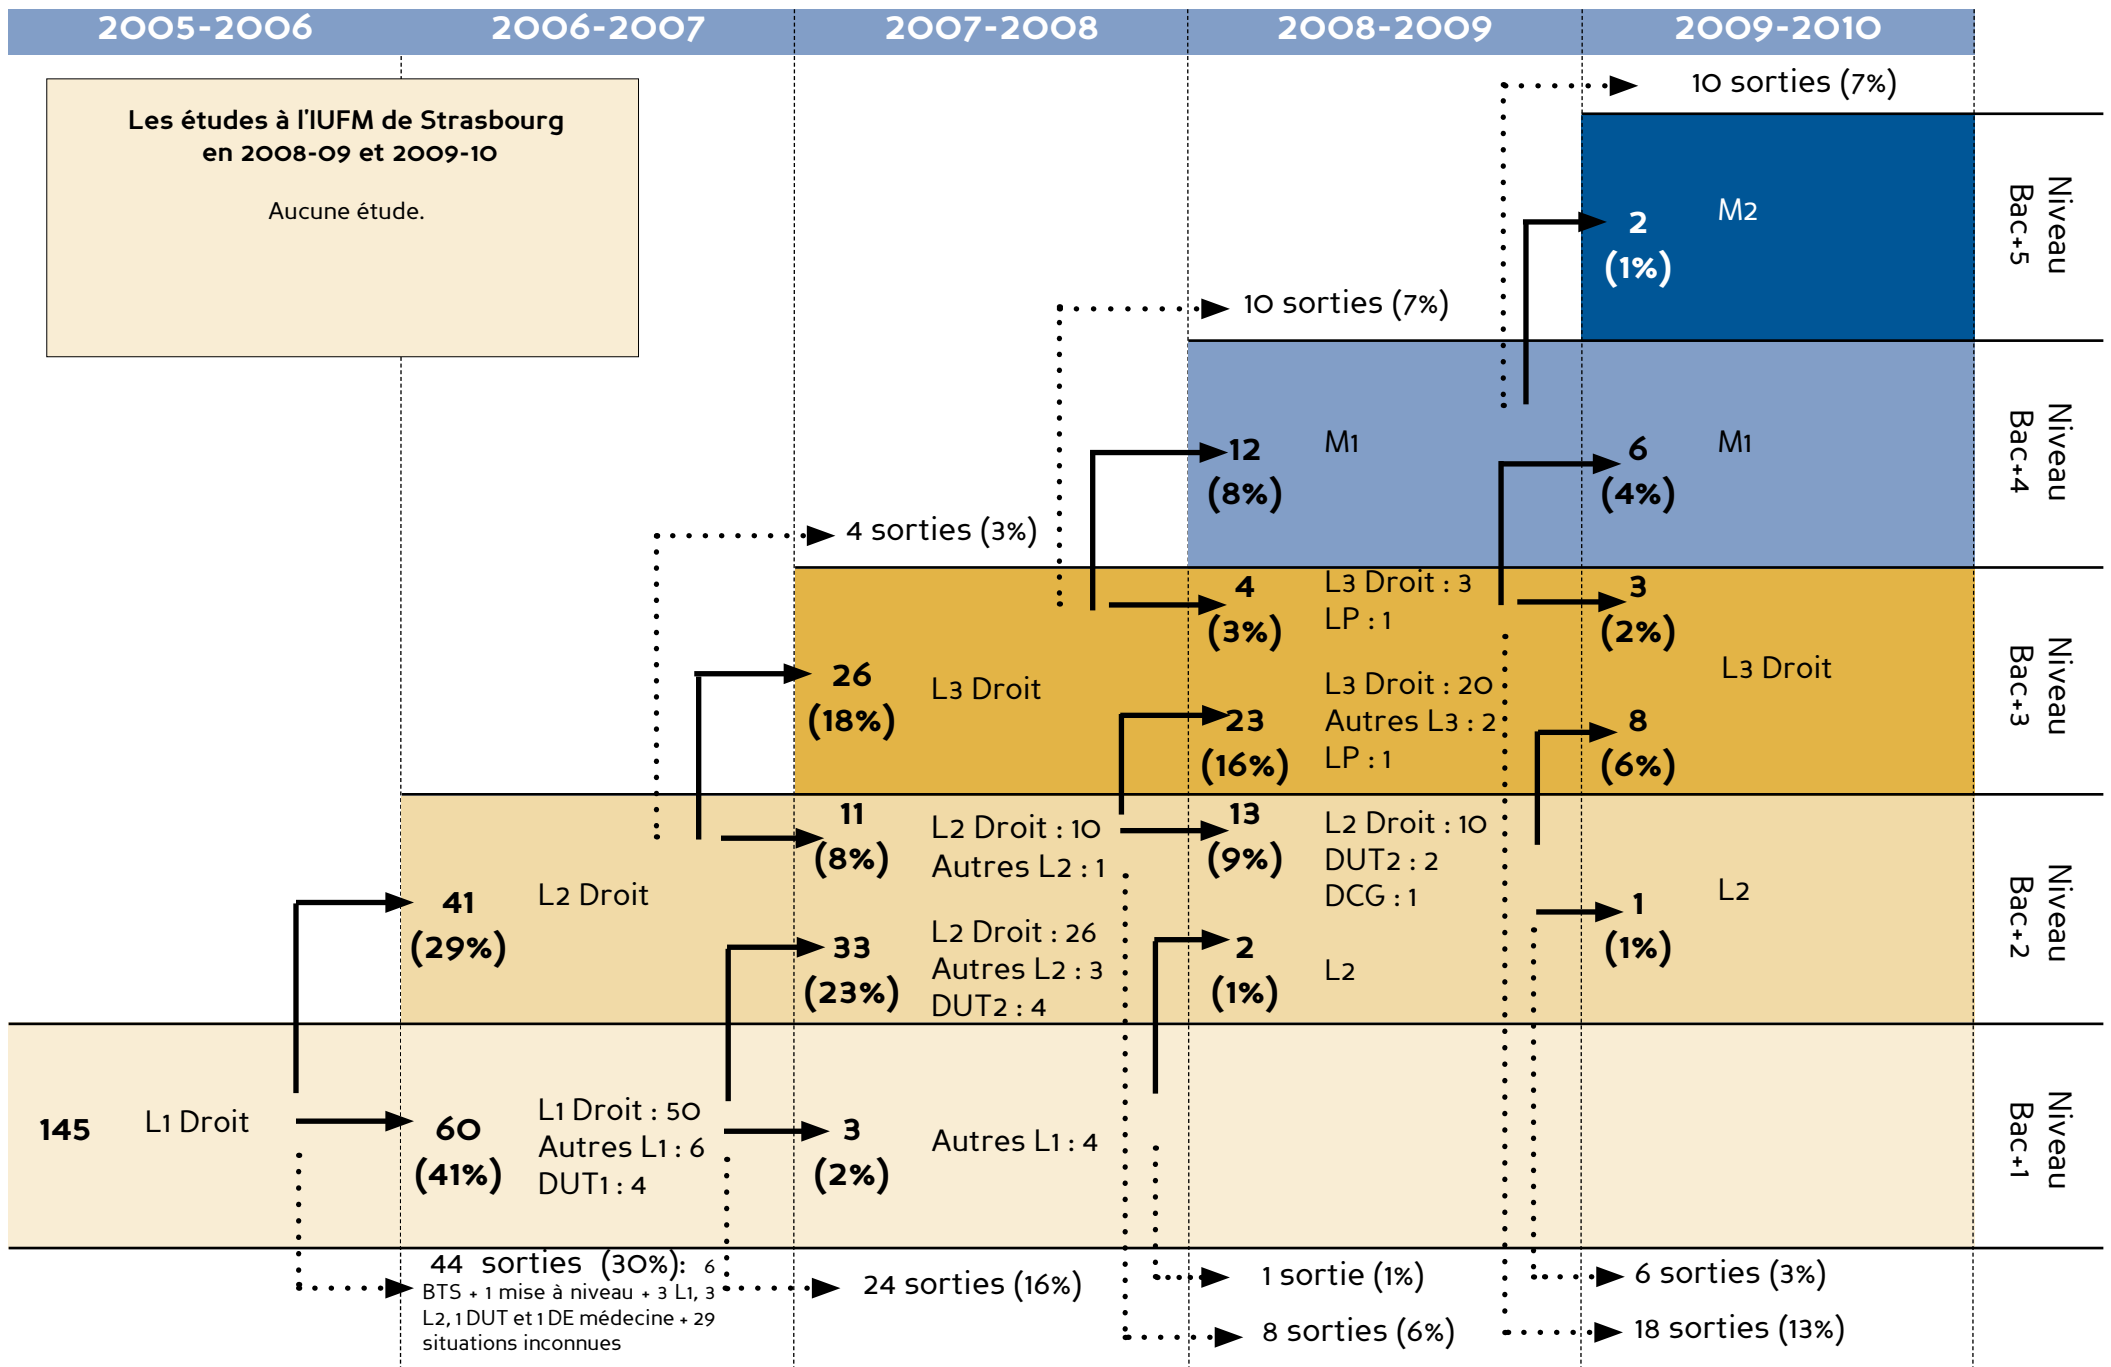 2005-2006
2006-2007
2007-2008
2008-2009
2009-2010
Les études à l'IUFM de Strasbourg
en 2008-09 et 2009-10
Aucune étude.
10 sorties (7%)
2
(1%)
M2
Niveau
Bac+5
10 sorties (7%)
12
(8%)
M1
6
(4%)
M1
Niveau
Bac+4
4 sorties (3%)
26
(18%)
L3 Droit
4
(3%)
L3 Droit : 3
LP : 1
23
(16%)
L3 Droit : 20
Autres L3 : 2
LP : 1
3
(2%)
L3 Droit
8
(6%)
Niveau
Bac+3
41
(29%)
L2 Droit
11
(8%)
L2 Droit : 10
Autres L2 : 1
33
(23%)
L2 Droit : 26
Autres L2 : 3
DUT2 : 4
13
(9%)
L2 Droit : 10
DUT2 : 2
DCG : 1
2
(1%)
L2
1
(1%)
L2
Niveau
Bac+2
145
L1 Droit
60
(41%)
L1 Droit : 50
Autres L1 : 6
DUT1 : 4
3
(2%)
Autres L1 : 4
Niveau
Bac+1
44 sorties (30%): 6
BTS + 1 mise à niveau + 3 L1, 3
L2, 1 DUT et 1 DE médecine + 29
situations inconnues
24 sorties (16%)
1 sortie (1%)
8 sorties (6%)
6 sorties (3%)
18 sorties (13%)